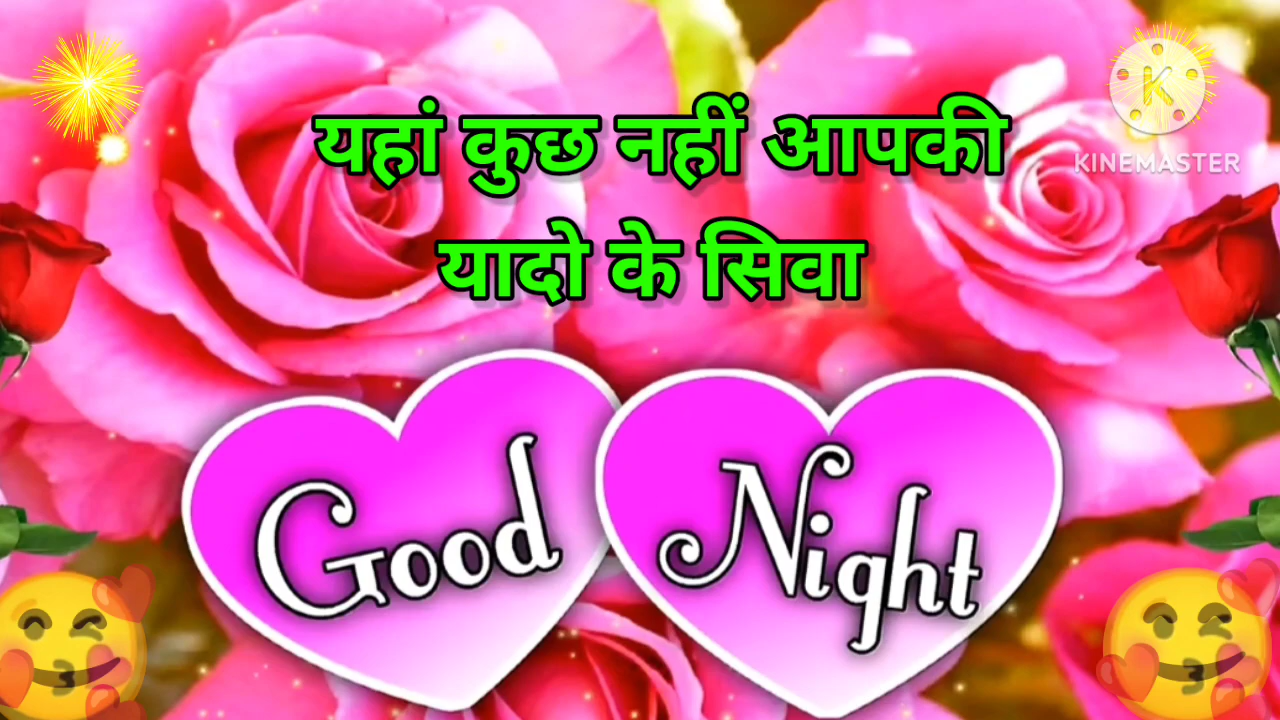 यहां कुछ नहीं आपकी
यादो के सिवा
KINEMASTER
Good Night